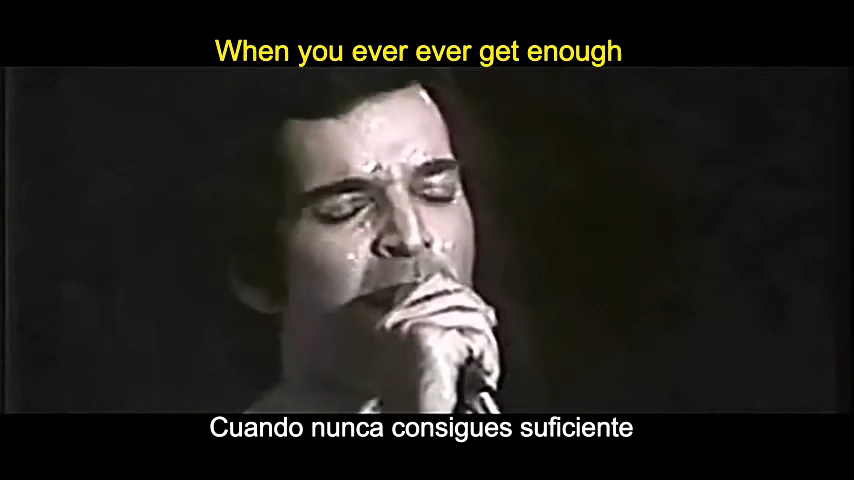 When you ever ever get enough
Cuando nunca consigues suficiente